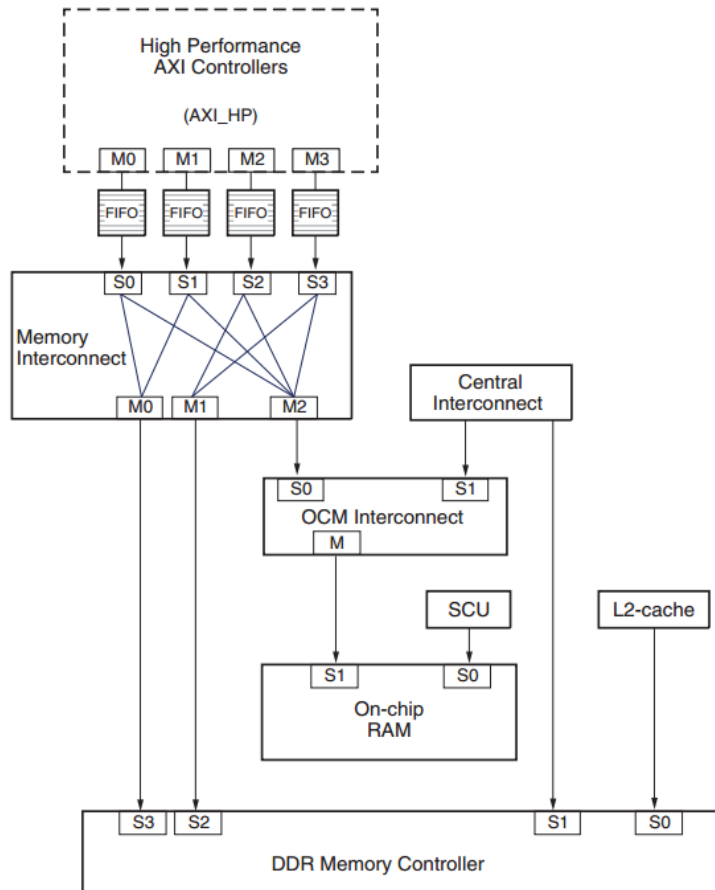 High Performance
AXI Controllers
(AXI_HP)
M0 M1 M2 M3
FIFO FIFO FIFO FIFO
S0 S1 S2 S3
Memory
Interconnect
M0 M1 M2
Central
Interconnect
S0 S1
OCM Interconnect
M
SCU
L2-cache
S1 S0
On-chip
RAM
S3 S2 S1 S0
DDR Memory Controller